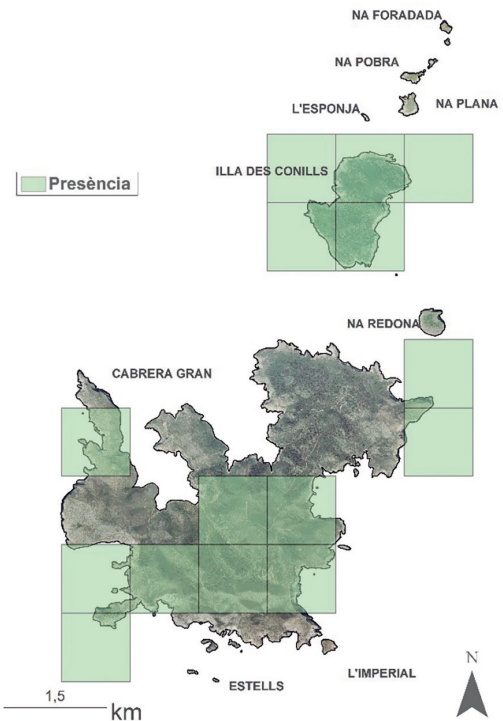 NA FORADADA
NA POBRA
NA PLANA
L'ESPONJA
ILLA DES CONILLS
Presència
NA REDONA
CABRERA GRAN
L'IMPERIAL
ESTELLS
N
1,5
km